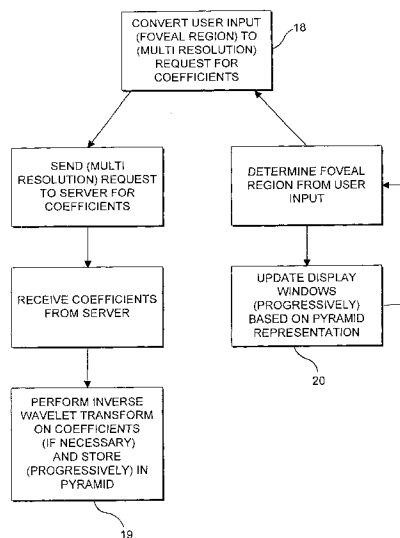 CONVERT USER INPUT
(FOVEAL REGION) TO
(MULTI RESOLUTION)
REQUEST FOR
COEFFICIENTS
18
SEND (MULTI
RESOLUTION) REQUEST
TO SERVER FOR
COEFFICIENTS
DETERMINE FOVEAL
REGION FROM USER
INPUT
RECEIVE COEFFICIENTS
FROM SERVER
UPDATE DISPLAY
WINDOWS
(PROGRESSIVELY)
BASED ON PYRAMID
REPRESENTATION
20
PERFORM INVERSE
WAVELET TRANSFORM
ON COEFFICIENTS
(IF NECESSARY)
AND STORE
(PROGRESSIVELY) IN
PYRAMID
19